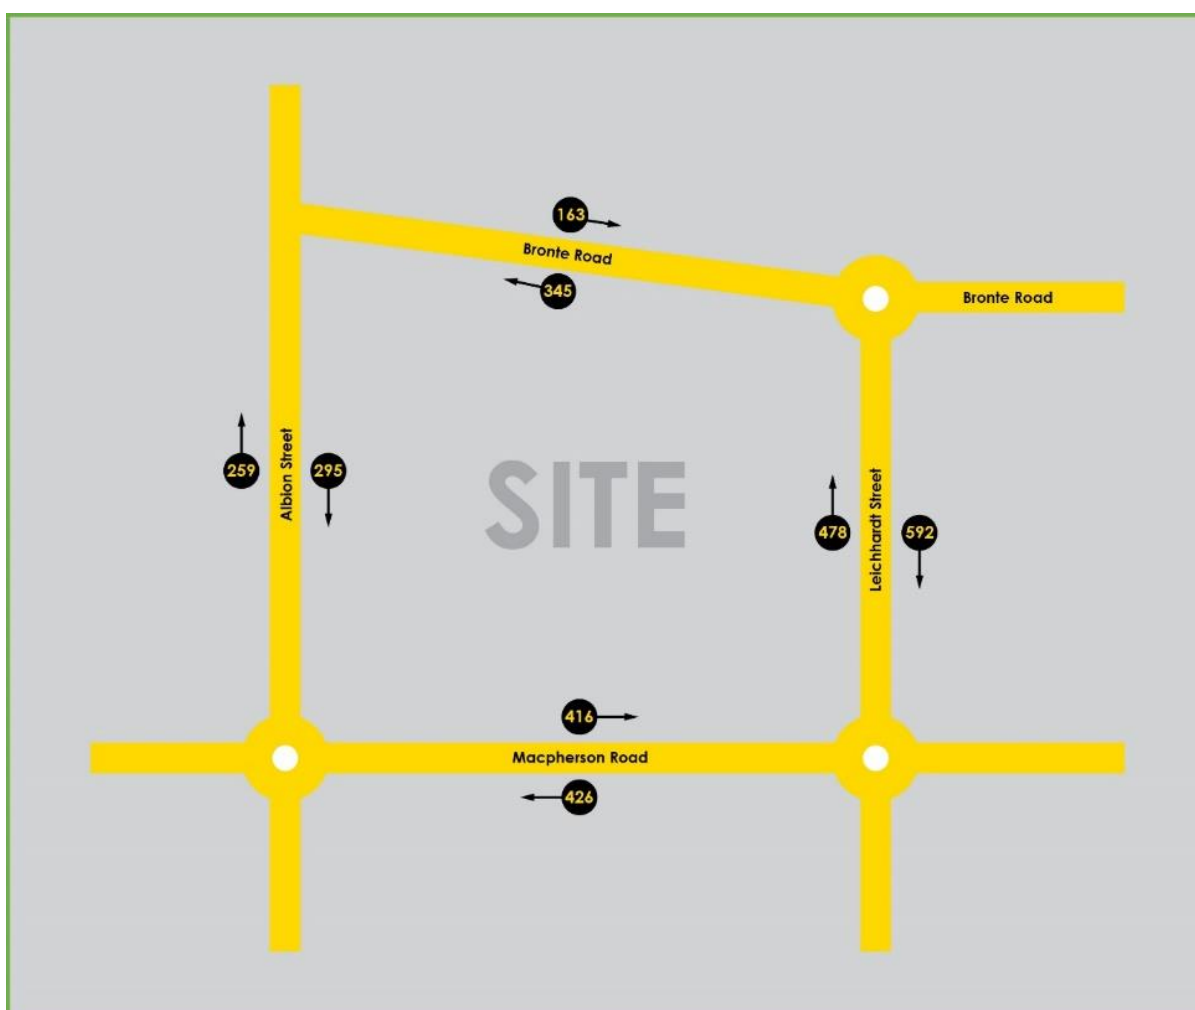 163
Bronte Road
345
Bronte Road
259
Albion Street
295
SITE
478
Leichhardt Street
592
416
Macpherson Road
426